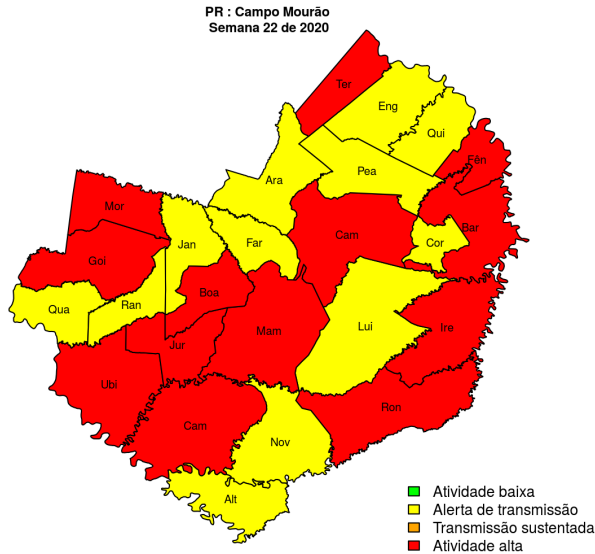 PR : Campo Mourão
Semana 22 de 2020
Ter
Eng
Qui
Fên
Pea
Ara
Mor
Bar
Cam
Jan
Far
Cor
Goi
Boa
Qua
Ran
Lui
Ire
Mam
Jur
Ubi
Ron
Cam
Nov
Alt
Atividade baixa
Alerta de transmissão
Transmissão sustentada
Atividade alta